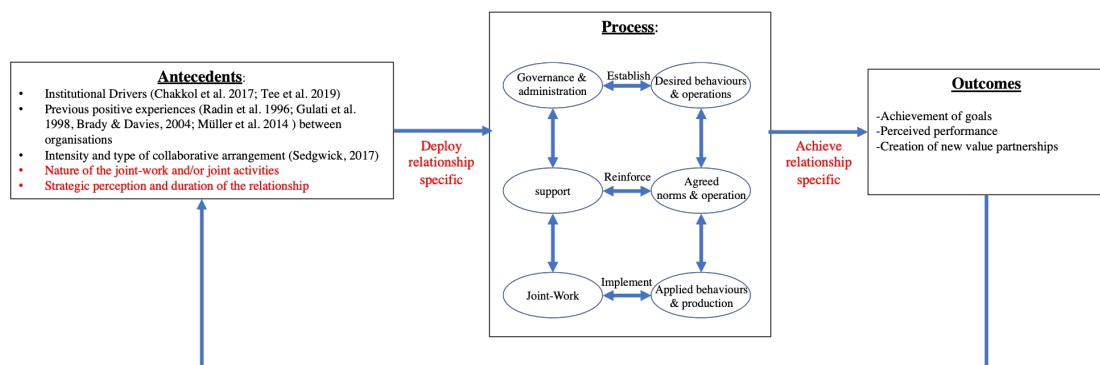 Antecedents:
• Institutional Drivers (Chakkol et al. 2017; Tee et al. 2019)
• Previous positive experiences (Radin et al. 1996; Gulati et al.
1998, Brady & Davies, 2004; Müller et al. 2014 ) between
organisations
• Intensity and type of collaborative arrangement (Sedgwick, 2017)
• Nature of the joint-work and/or joint activities
• Strategic perception and duration of the relationship
Deploy
relationship
specific
Process:
Governance &
administration
Establish
Desired behaviours
& operations
support
Reinforce
Agreed
norms & operation
Joint-Work
Implement
Applied behaviours
& production
Achieve
relationship
specific
Outcomes
-Achievement of goals
-Perceived performance
-Creation of new value partnerships